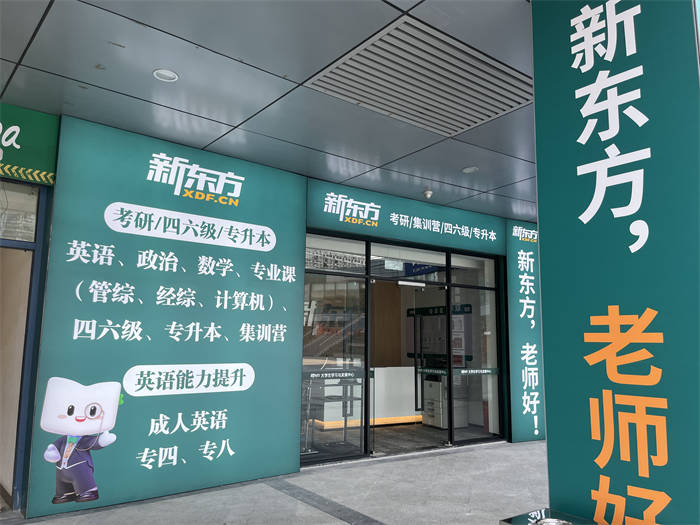 新东方
XDF.CN
考研/四六级/专升本
英语、政治、数学、专业课
（管综、经综、计算机）、
四六级、专升本、集训营
英语能力提升
成人英语
专四、专八
新东方
XDF.CN
考研/集训营/四六级/专升本
新东方
XDF.CN
新东方，老师好！
新东方，
老师好